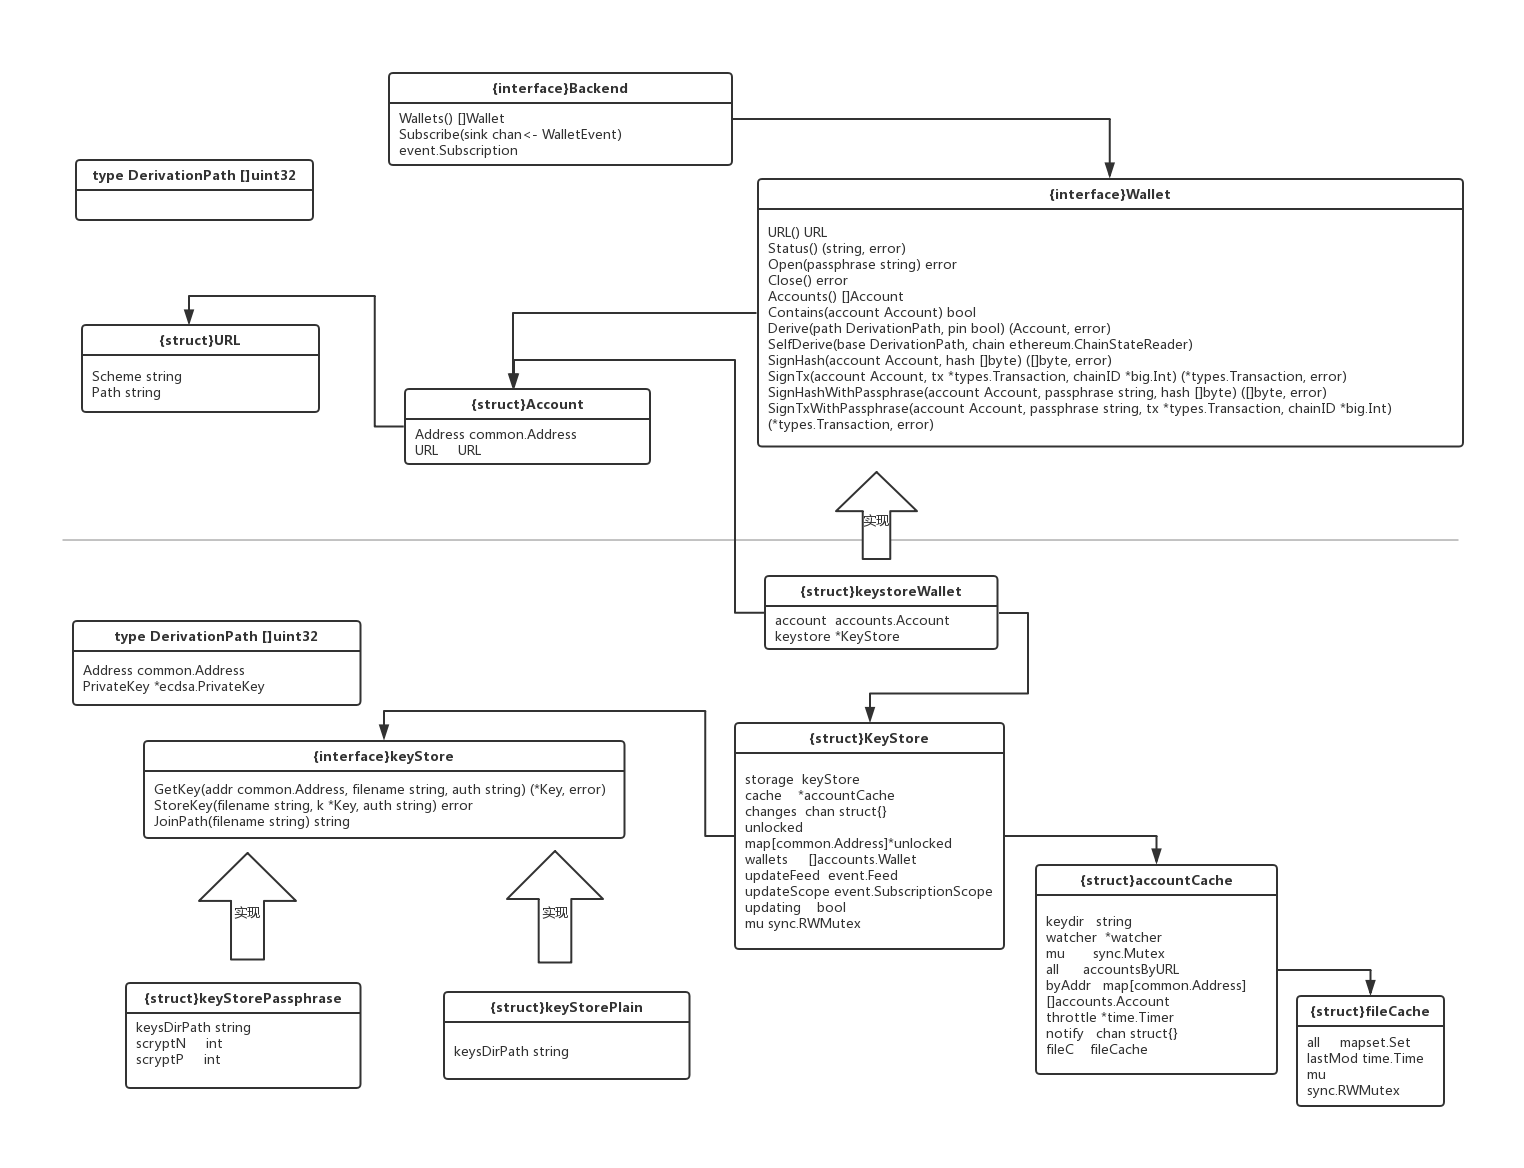 {interface}Backend
Wallets() []Wallet
Subscribe(sink chan<- WalletEvent)
event.Subscription
type DerivationPath []uint32
{interface}Wallet
URL() URL
Status() (string, error)
Open(passphrase string) error
Close() error
Accounts() []Account
Contains(account Account) bool
Derive(path DerivationPath, pin bool) (Account, error)
SelfDerive(base DerivationPath, chain ethereum.ChainStateReader)
SignHash(account Account, hash []byte) ([]byte, error)
SignTx(account Account, tx *types.Transaction, chainID *big.Int) (*types.Transaction, error)
SignHashWithPassphrase(account Account, passphrase string, hash []byte) ([]byte, error)
SignTxWithPassphrase(account Account, passphrase string, tx *types.Transaction, chainID *big.Int)
(*types.Transaction, error)
{struct}URL
Scheme string
Path string
{struct}Account
Address common.Address
URL URL
实现
{struct}keystoreWallet
account accounts.Account
keystore *KeyStore
type DerivationPath []uint32
Address common.Address
PrivateKey *ecdsa.PrivateKey
{interface}keyStore
GetKey(addr common.Address, filename string, auth string) (*Key, error)
StoreKey(filename string, k *Key, auth string) error
JoinPath(filename string) string
{struct}KeyStore
storage keyStore
cache *accountCache
changes chan struct{}
unlocked
map[common.Address]*unlocked
wallets []accounts.Wallet
updateFeed event.Feed
updateScope event.SubscriptionScope
updating bool
mu sync.RWMutex
实现
实现
{struct}accountCache
keydir string
watcher *watcher
mu sync.Mutex
all accountsByURL
byAddr map[common.Address]
[]accounts.Account
throttle *time.Timer
notify chan struct{}
fileC fileCache
{struct}keyStorePassphrase
keysDirPath string
scryptN int
scryptP int
{struct}keyStorePlain
keysDirPath string
{struct}fileCache
all mapset.Set
lastMod time.Time
mu
sync.RWMutex